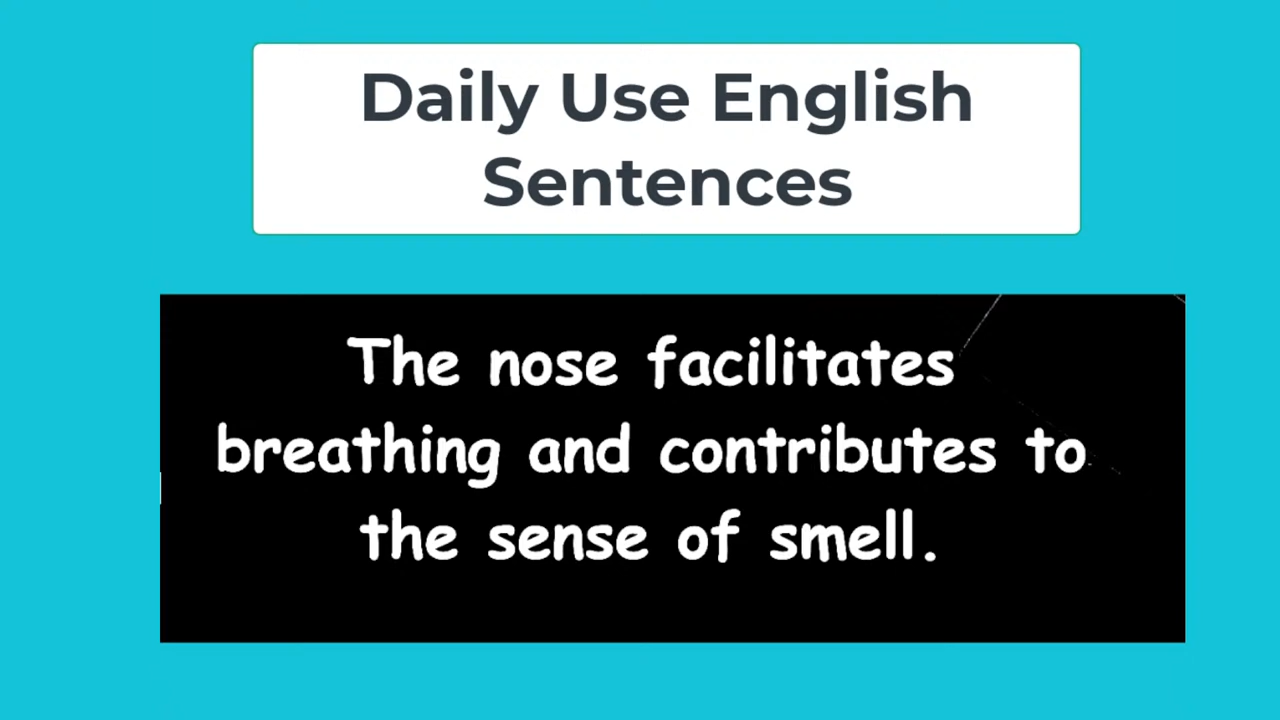 Daily Use English
Sentences
The nose facilitates
breathing and contributes to
the sense of smell.